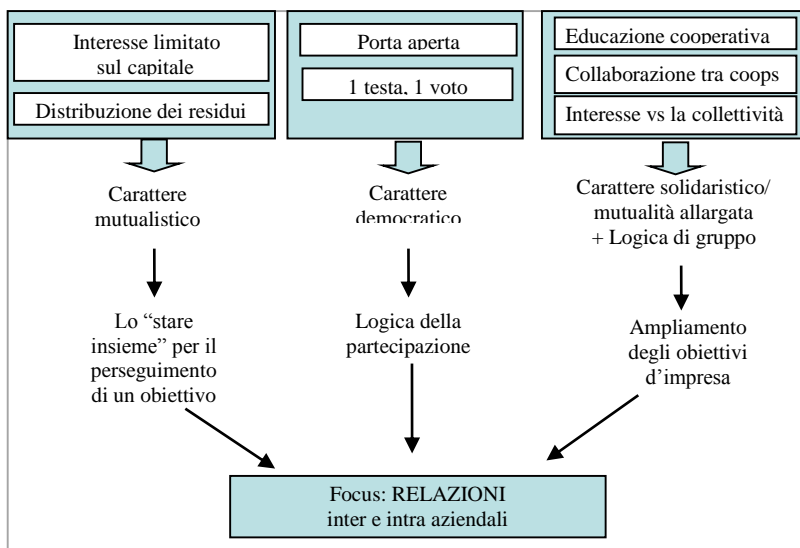 Interesse limitato
sul capitale
Distribuzione dei residui
Porta aperta
1 testa, 1 voto
Educazione cooperativa
Collaborazione tra coops
Interesse vs la collettività
Carattere
mutualistico
Carattere
democratico
Carattere solidaristico/
mutualità allargata
+ Logica di gruppo
Lo “stare
insieme” per il
perseguimento
di un obiettivo
Logica della
partecipazione
Ampliamento
degli obiettivi
d’impresa
Focus: RELAZIONI
inter e intra aziendali